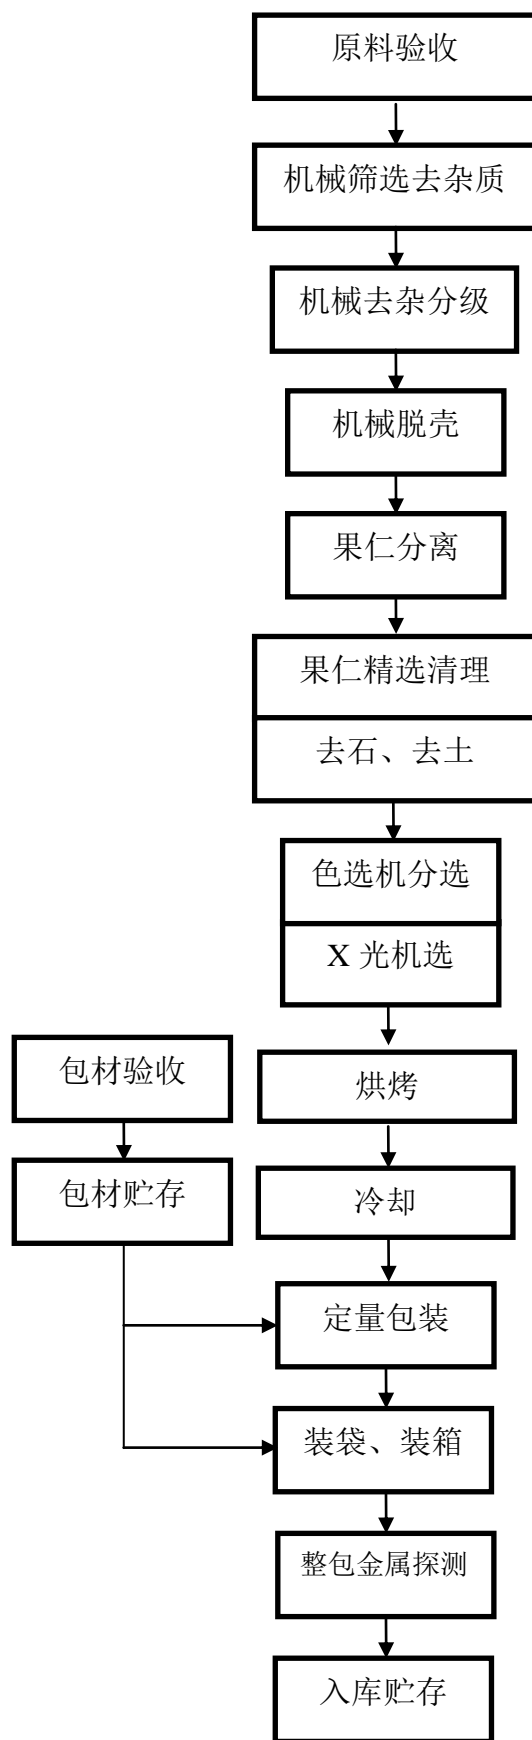 原料验收
机械筛选去杂质
机械去杂分级
机械脱壳
果仁分离
果仁精选清理
去石、去土
色选机分选
X 光机选
包材验收
烘烤
包材贮存
冷却
定量包装
装袋、装箱
整包金属探测
入库贮存